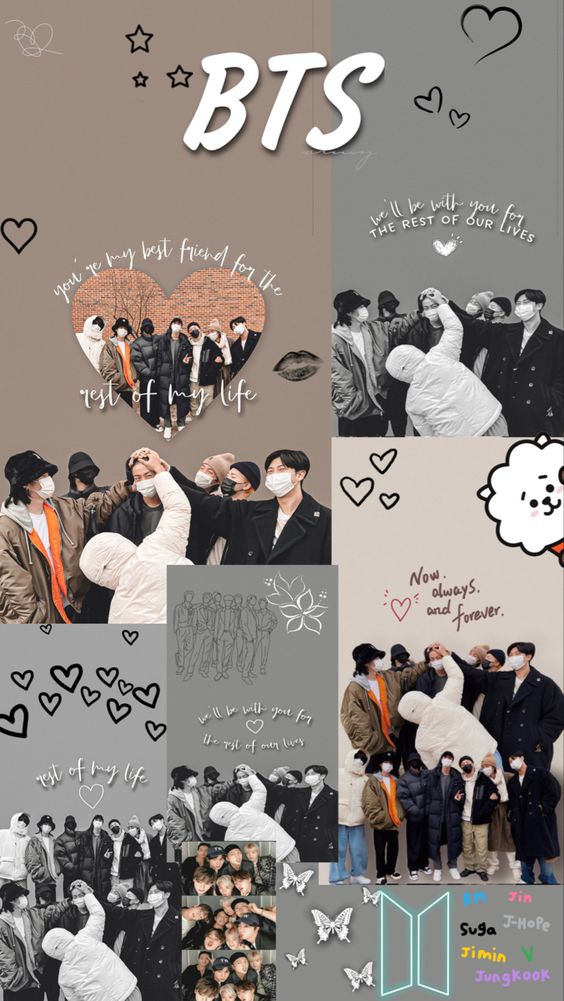 BTS
we'll be with you for
THE REST OF OUR LIVES
you're my best friend for the
rest of my life
Now.
always.
and forever.
we'll be with you for
the rest of our lives
rest of my life
RM Jin
Suga J-Hope
Jimin V
Jungkook